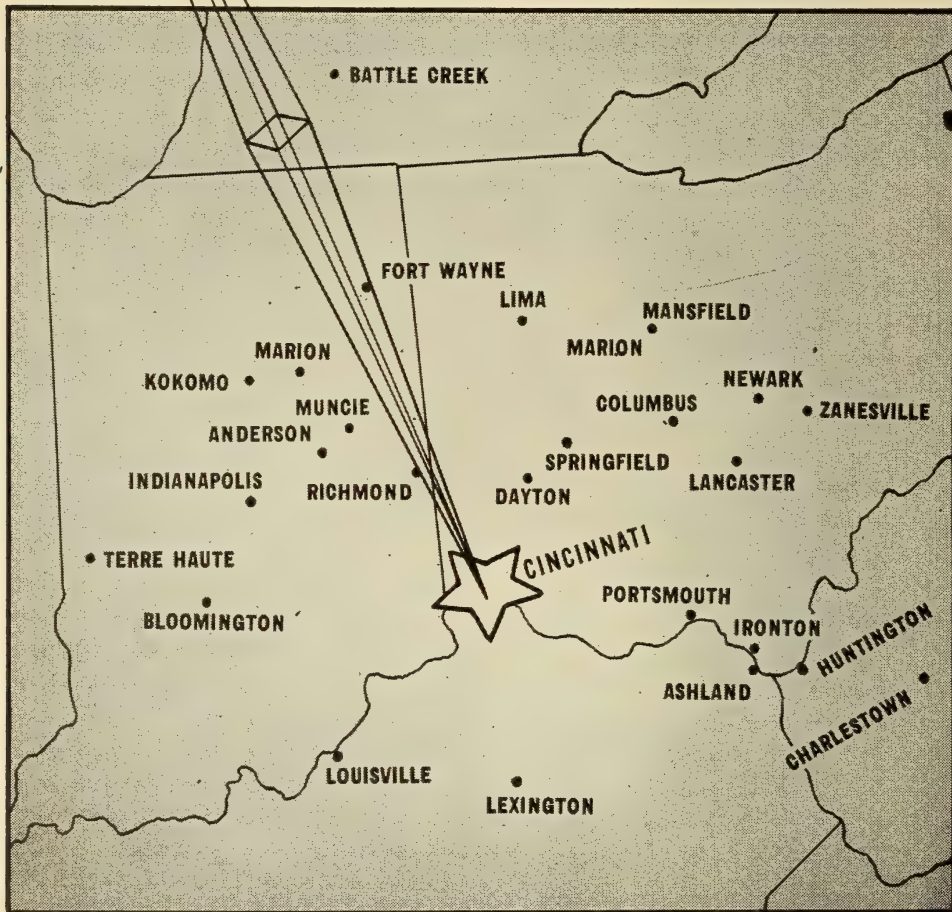 BATTLE CREEK
FORT WAYNE
LIMA
MANSFIELD
MARION
MARION
KOKOMO
NEWARK
MUNCIE
COLUMBUS
ZANESVILLE
ANDERSON
SPRINGFIELD
INDIANAPOLIS
RICHMOND
LANCASTER
DAYTON
CINCINNATI
TERRE HAUTE
PORTSMOUTH
BLOOMINGTON
IRONTON
HUNTINGTON
ASHLAND
CHARLESTOWN
LOUISVILLE
LEXINGTON